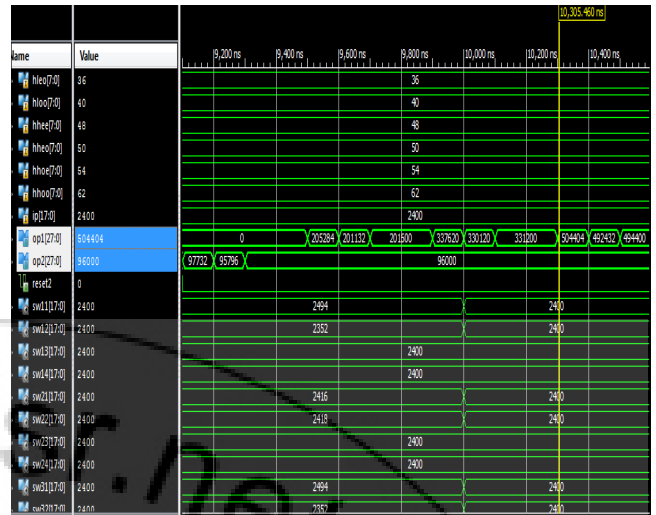 10,305.460 ns
Name Value 9,200 ns 9,400 ns 9,600 ns 9,800 ns 10,000 ns 10,200 ns 10,400 ns
hleo[7:0] 36 36
hloo[7:0] 40 40
hhee[7:0] 48 48
hheo[7:0] 50 50
hhoe[7:0] 54 54
hhoo[7:0] 62 62
ip[17:0] 2400 2400
op1[27:0] 504404 0 205284 201132 201500 337620 330120 331200 504404 492432 494400
op2[27:0] 96000 97732 95796 96000
reset2 0
sw11[17:0] 2400 2494 2400
sw12[17:0] 2400 2352 2400
sw13[17:0] 2400 2400
sw14[17:0] 2400 2400
sw21[17:0] 2400 2416 2400
sw22[17:0] 2400 2418 2400
sw23[17:0] 2400 2400
sw24[17:0] 2400 2400
sw31[17:0] 2400 2494 2400
sw32[17:0] 2400 2352 2400